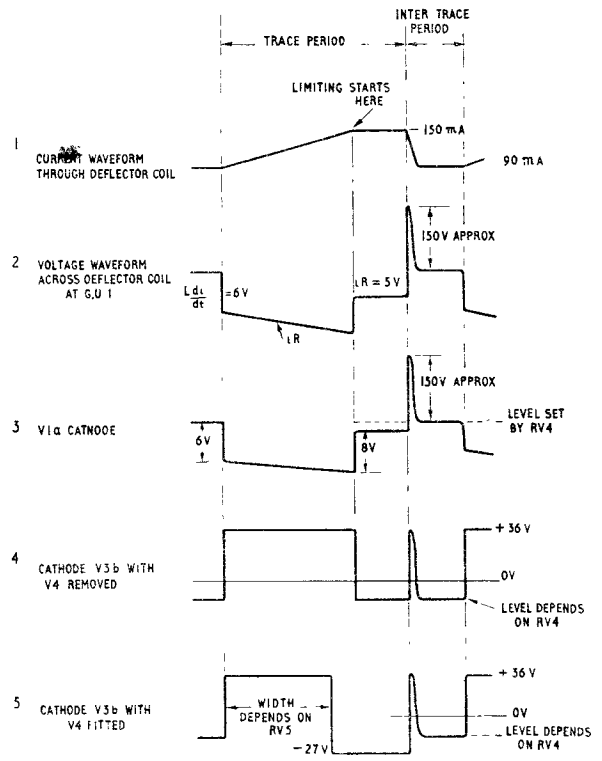 INTER TRACE
PERIOD
TRACE PERIOD
LIMITING STARTS
HERE
150 mA
1
CURRENT WAVEFORM
THROUGH DEFLECTOR COIL
90 mA
150V APPROX
2
VOLTAGE WAVEFORM
ACROSS DEFLECTOR COIL
AT G.U 1
L di/dt = 6V
iR = 5V
iR
150V APPROX
3
V1a CATNODE
6V
8V
LEVEL SET
BY RV4
+ 36 V
4
CATHODE V3b WITH
V4 REMOVED
0V
LEVEL DEPENDS
ON RV4
+ 36 V
5
CATHODE V3b WITH
V4 FITTED
WIDTH
DEPENDS ON
RV5
0V
-27V
LEVEL DEPENDS
ON RV4